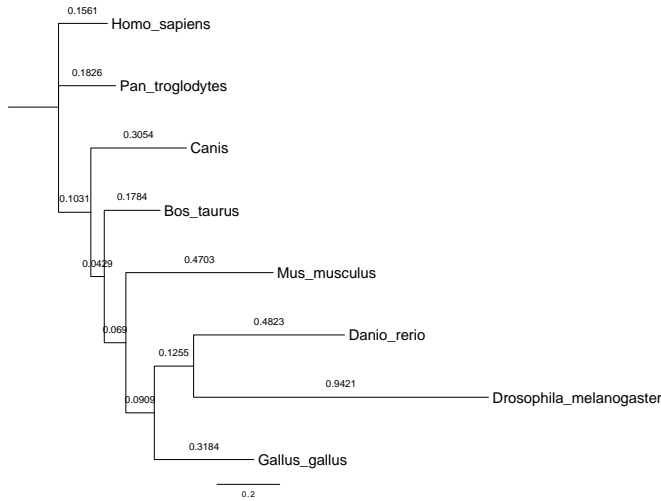 0.1561
Homo_sapiens
0.1826
Pan_troglodytes
0.3054
Canis
0.1031
0.1784
Bos_taurus
0.0429
0.4703
Mus_musculus
0.069
0.4823
Danio_rerio
0.1255
0.9421
Drosophila_melanogaster
0.0909
0.3184
Gallus_gallus
0.2